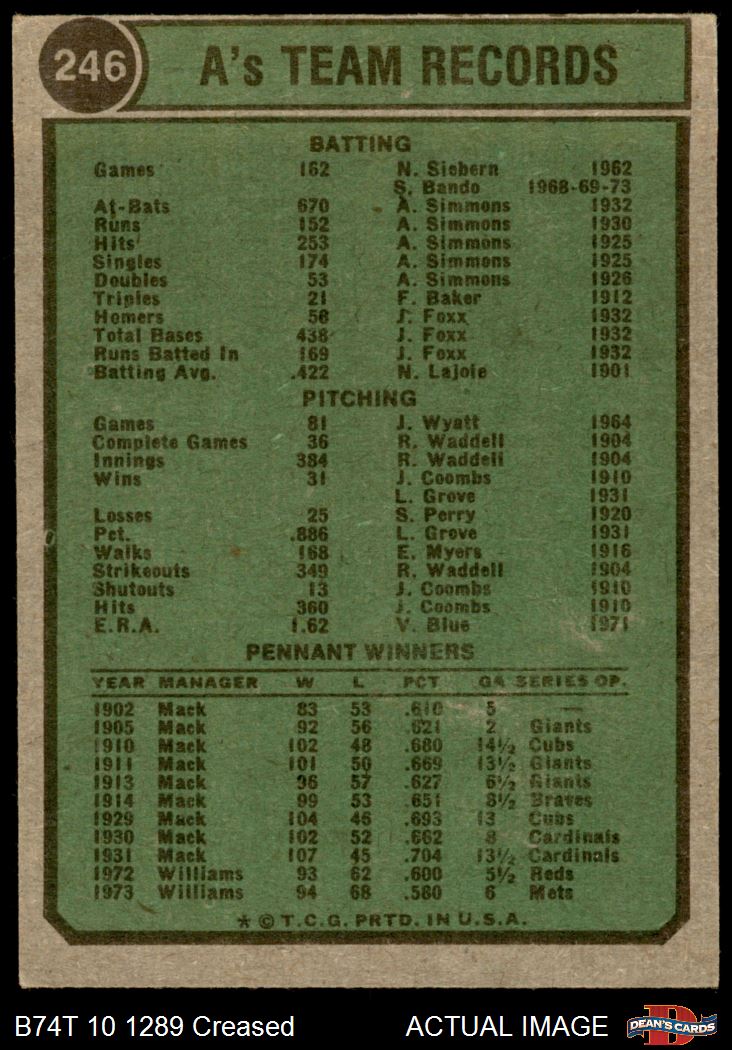 246 A's TEAM RECORDS
BATTING
Games 162 N. Siebern 1962
S. Bando 1968-69-73
At-Bats 670 A. Simmons 1932
Runs 152 A. Simmons 1930
Hits 253 A. Simmons 1925
Singles 174 A. Simmons 1925
Doubles 53 A. Simmons 1926
Triples 21 F. Baker 1912
Homers 58 J. Foxx 1932
Total Bases 438 J. Foxx 1932
Runs Batted In 169 J. Foxx 1932
Batting Avg. .422 N. Lajoie 1901
PITCHING
Games 81 J. Wyatt 1964
Complete Games 36 R. Waddell 1904
Innings 384 R. Waddell 1904
Wins 31 J. Coombs 1910
L. Grove 1931
Losses 25 S. Perry 1920
Pct. .886 L. Grove 1931
Walks 168 E. Myers 1916
Strikeouts 349 R. Waddell 1904
Shutouts 13 J. Coombs 1910
Hits 360 J. Coombs 1910
E.R.A. 1.62 V. Blue 1971
PENNANT WINNERS
YEAR MANAGER W L PCT GA SERIES OP.
1902 Mack 83 53 .610 5 —
1905 Mack 92 56 .621 2 Giants
1910 Mack 102 48 .680 14½ Cubs
1911 Mack 101 50 .669 13½ Giants
1913 Mack 96 57 .627 6½ Giants
1914 Mack 99 53 .651 8½ Braves
1929 Mack 104 46 .693 13 Cubs
1930 Mack 102 52 .662 8 Cardinals
1931 Mack 107 45 .704 13½ Cardinals
1972 Williams 93 62 .600 5½ Reds
1973 Williams 94 68 .580 6 Mets
★ © T.C.G. PRTD. IN U.S.A.
B74T 10 1289 Creased ACTUAL IMAGE D DEAN'S CARDS